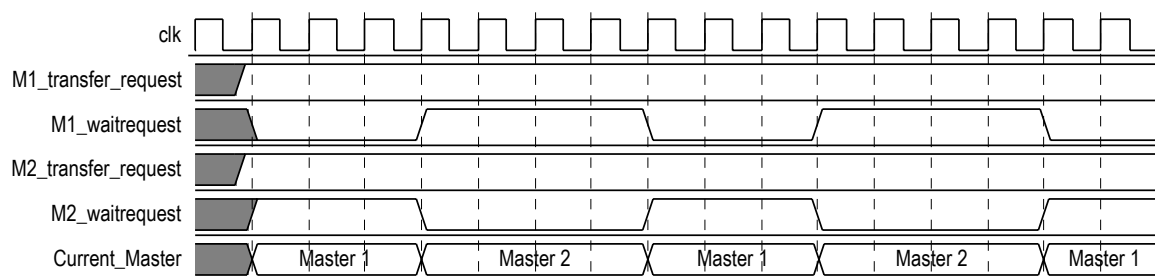 clk
M1_transfer_request
M1_waitrequest
M2_transfer_request
M2_waitrequest
Current_Master Master 1 Master 2 Master 1 Master 2 Master 1